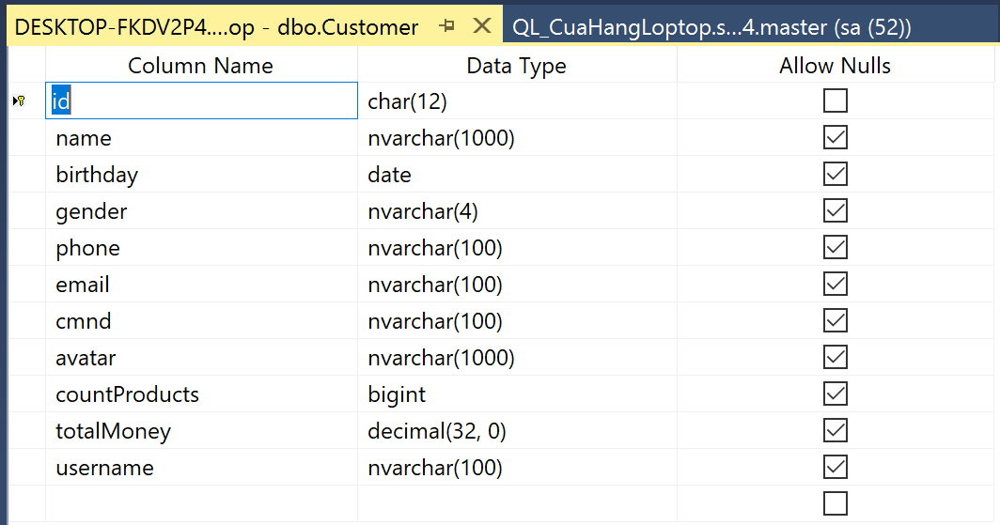 DESKTOP-FKDV2P4....op - dbo.Customer QL_CuaHangLoptop.s...4.master (sa (52))
Column Name Data Type Allow Nulls
id char(12)
name nvarchar(1000)
birthday date
gender nvarchar(4)
phone nvarchar(100)
email nvarchar(100)
cmnd nvarchar(100)
avatar nvarchar(1000)
countProducts bigint
totalMoney decimal(32, 0)
username nvarchar(100)